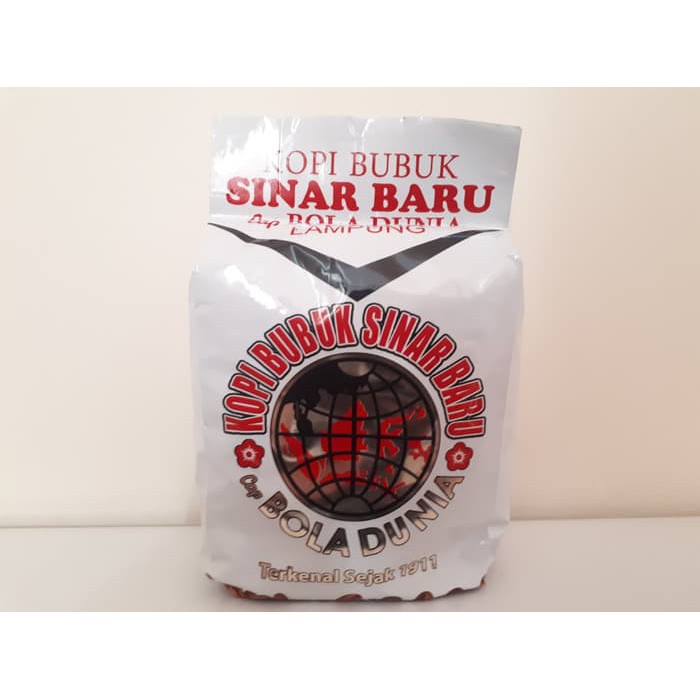 KOPI BUBUK
SINAR BARU
Cap BOLA DUNIA
LAMPUNG
KOPI BUBUK SINAR BARU
Cap BOLA DUNIA
Terkenal Sejak 1911